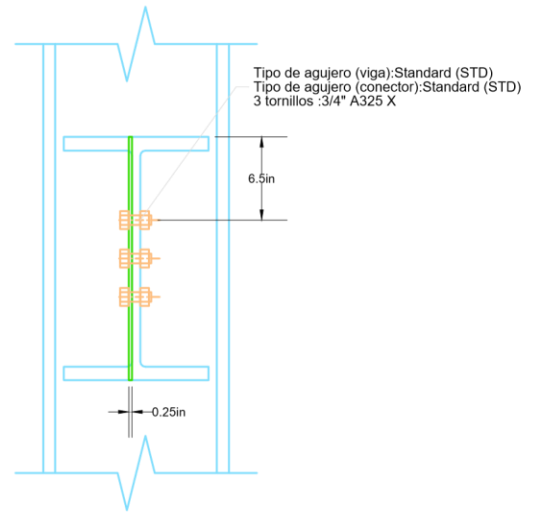 Tipo de agujero (viga):Standard (STD)
Tipo de agujero (conector):Standard (STD)
3 tornillos :3/4" A325 X
6.5in
0.25in